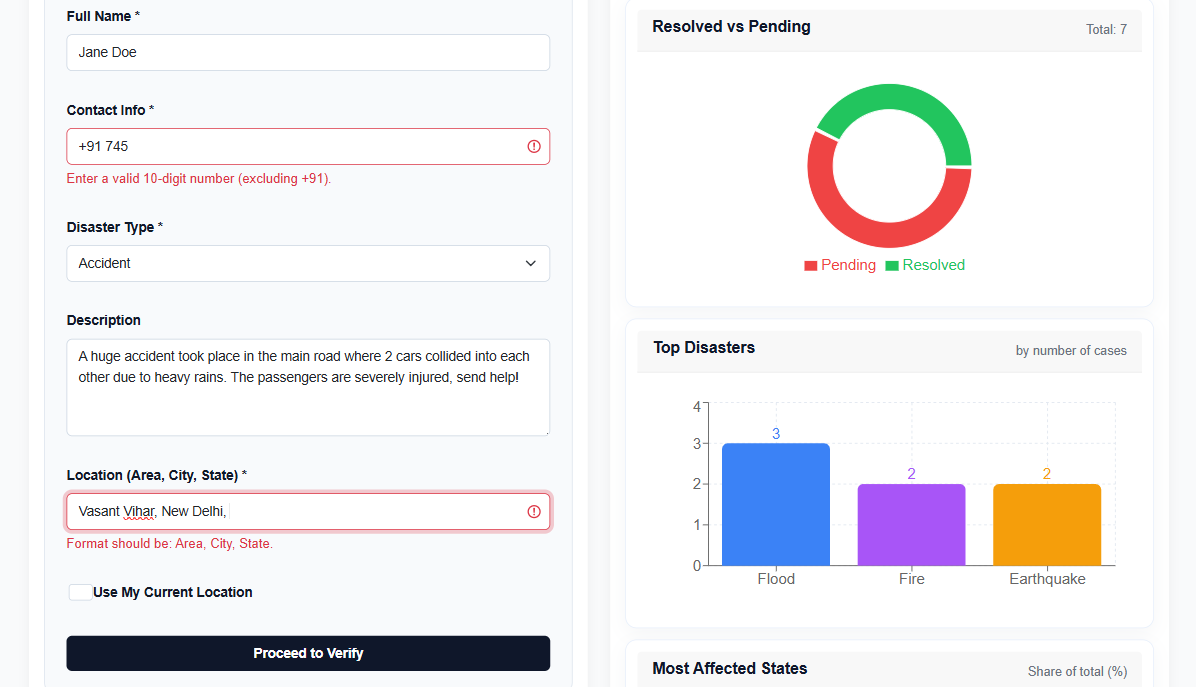 Full Name *
Jane Doe
Contact Info *
+91 745
Enter a valid 10-digit number (excluding +91).
Disaster Type *
Accident
Description
A huge accident took place in the main road where 2 cars collided into each
other due to heavy rains. The passengers are severely injured, send help!
Location (Area, City, State) *
Vasant Vihar, New Delhi,
Format should be: Area, City, State.
Use My Current Location
Proceed to Verify
Resolved vs Pending
Total: 7
Pending
Resolved
Top Disasters
by number of cases
4
3
2
1
0
3
2
2
Flood
Fire
Earthquake
Most Affected States
Share of total (%)